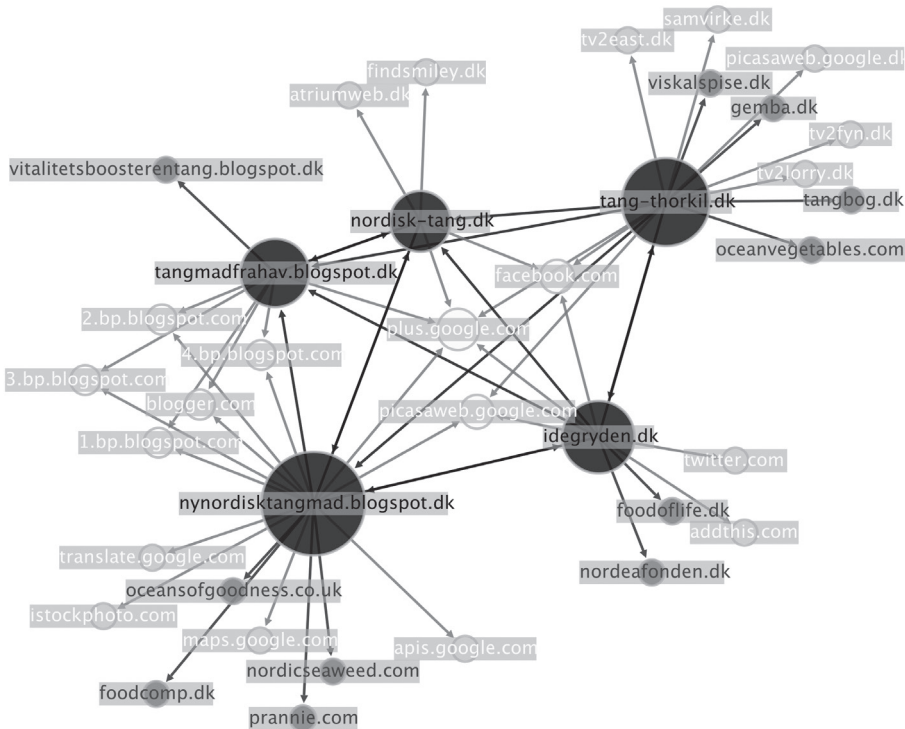 samvirke.dk
tv2east.dk
picasaweb.google.dk
findsmiley.dk
viskalspise.dk
atriumweb.dk
gemba.dk
tv2fyn.dk
vitalitetsboosterentang.blogspot.dk
tv2lorry.dk
tang-thorkil.dk
tangbog.dk
nordisk-tang.dk
oceanvegetables.com
tangmadfrahav.blogspot.dk
facebook.com
2.bp.blogspot.com
plus.google.com
4.bp.blogspot.com
3.bp.blogspot.com
blogger.com
picasaweb.google.com
1.bp.blogspot.com
idegryden.dk
twitter.com
nynordisktangmad.blogspot.dk
foodoflife.dk
addthis.com
translate.google.com
nordeafonden.dk
oceansofgoodness.co.uk
istockphoto.com
maps.google.com
apis.google.com
nordicseaweed.com
foodcomp.dk
prannie.com